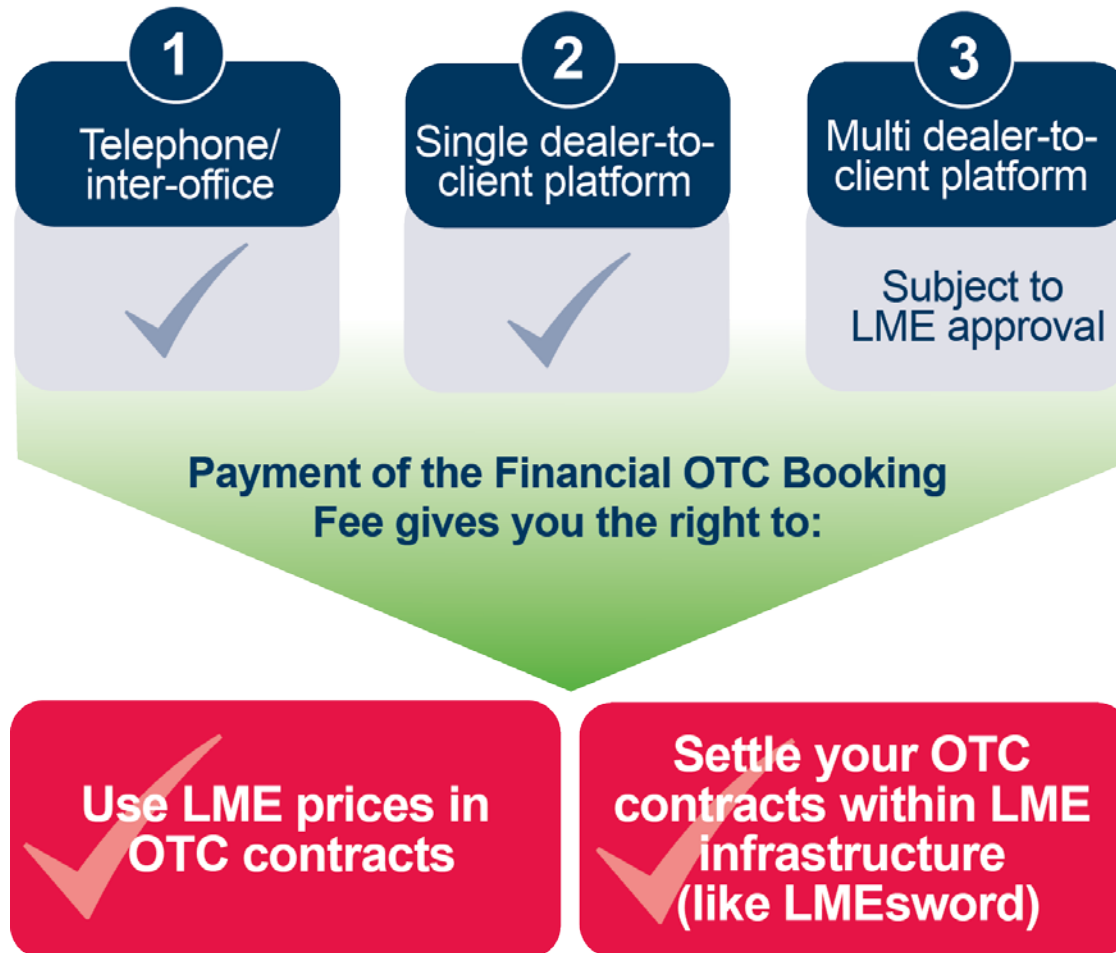 1
Telephone/
inter-office
2
Single dealer-to-
client platform
3
Multi dealer-to-
client platform
Subject to
LME approval
Payment of the Financial OTC Booking
Fee gives you the right to:
Use LME prices in
OTC contracts
Settle your OTC
contracts within LME
infrastructure
(like LMEsword)